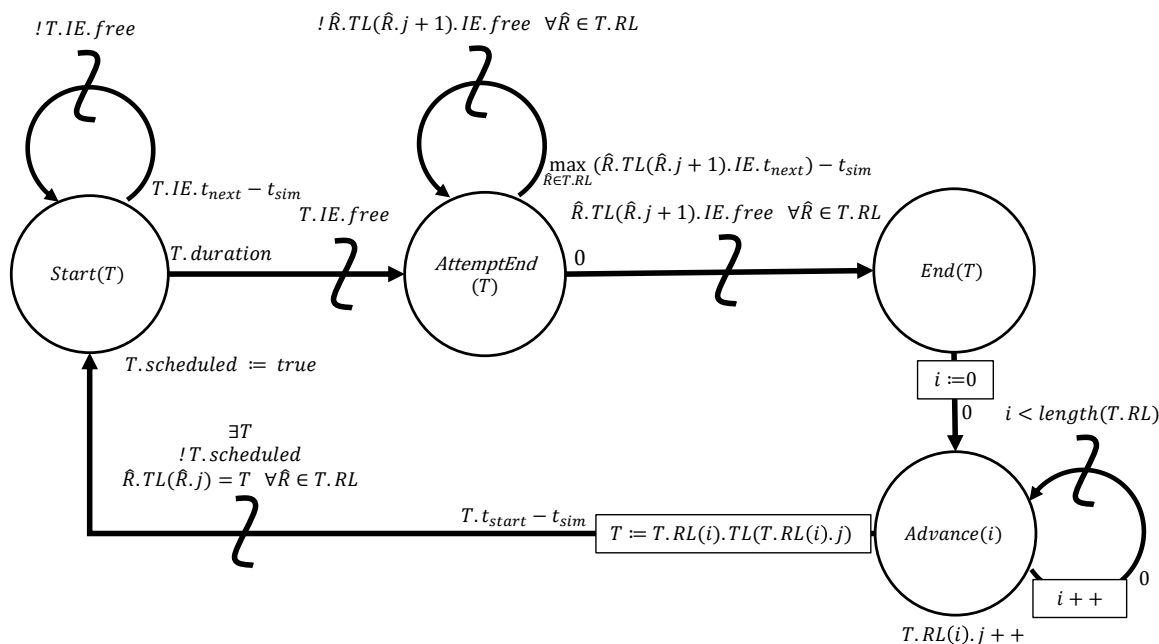 ! T.IE.free
! R̂.TL(R̂.j + 1).IE.free ∀R̂ ∈ T.RL
T.IE.t_next − t_sim
max_{R̂∈T.RL}(R̂.TL(R̂.j + 1).IE.t_next) − t_sim
T.IE.free
R̂.TL(R̂.j + 1).IE.free ∀R̂ ∈ T.RL
Start(T)
T.duration
AttemptEnd
(T)
0
End(T)
T.scheduled ≔ true
i ≔0
0
i < length(T.RL)
∃T
! T.scheduled
R̂.TL(R̂.j) = T ∀R̂ ∈ T.RL
T.t_start − t_sim
T ≔ T.RL(i).TL(T.RL(i).j)
Advance(i)
0
i + +
T.RL(i).j + +